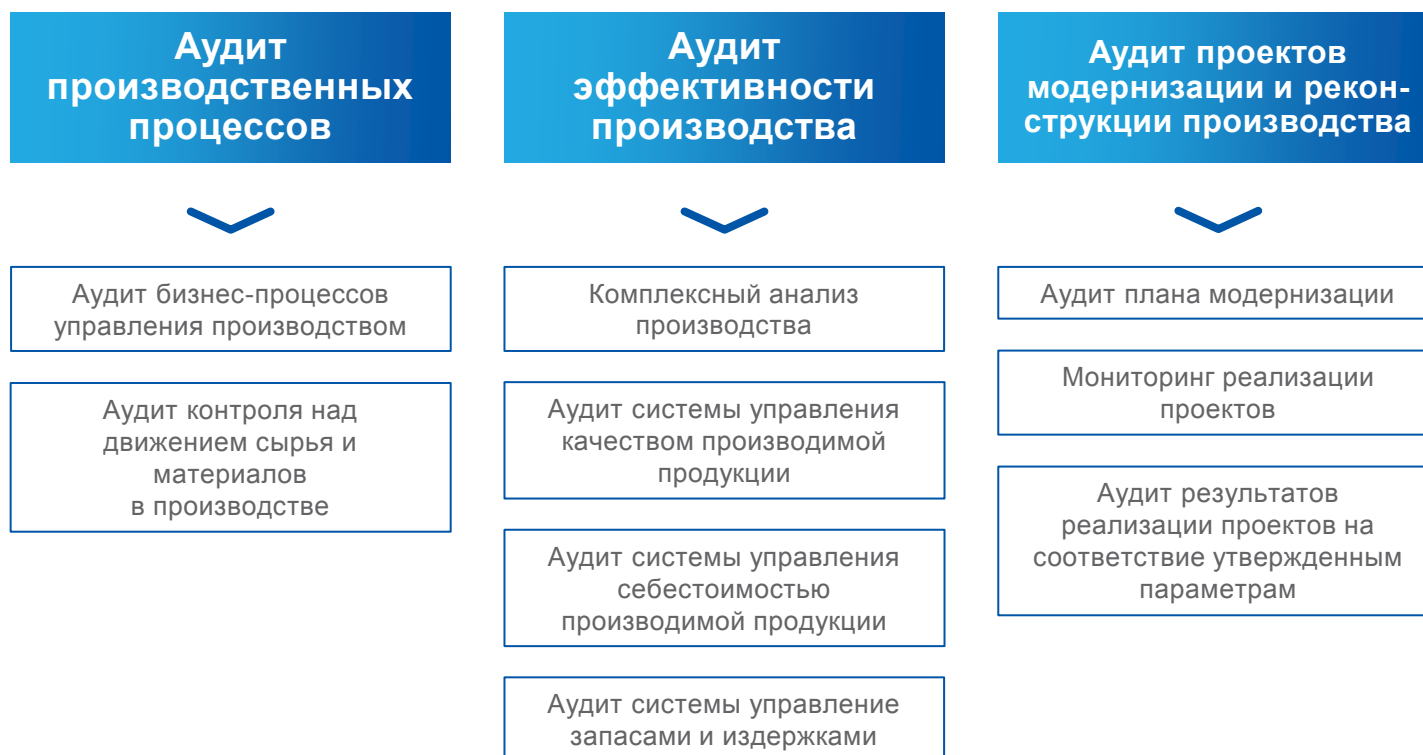 Аудит
производственных
процессов
Аудит бизнес-процессов
управления производством
Аудит контроля над
движением сырья и
материалов
в производстве
Аудит
эффективности
производства
Комплексный анализ
производства
Аудит системы управления
качеством производимой
продукции
Аудит системы управления
себестоимостью
производимой продукции
Аудит системы управление
запасами и издержками
Аудит проектов
модернизации и рекон-
струкции производства
Аудит плана модернизации
Мониторинг реализации
проектов
Аудит результатов
реализации проектов на
соответствие утвержденным
параметрам